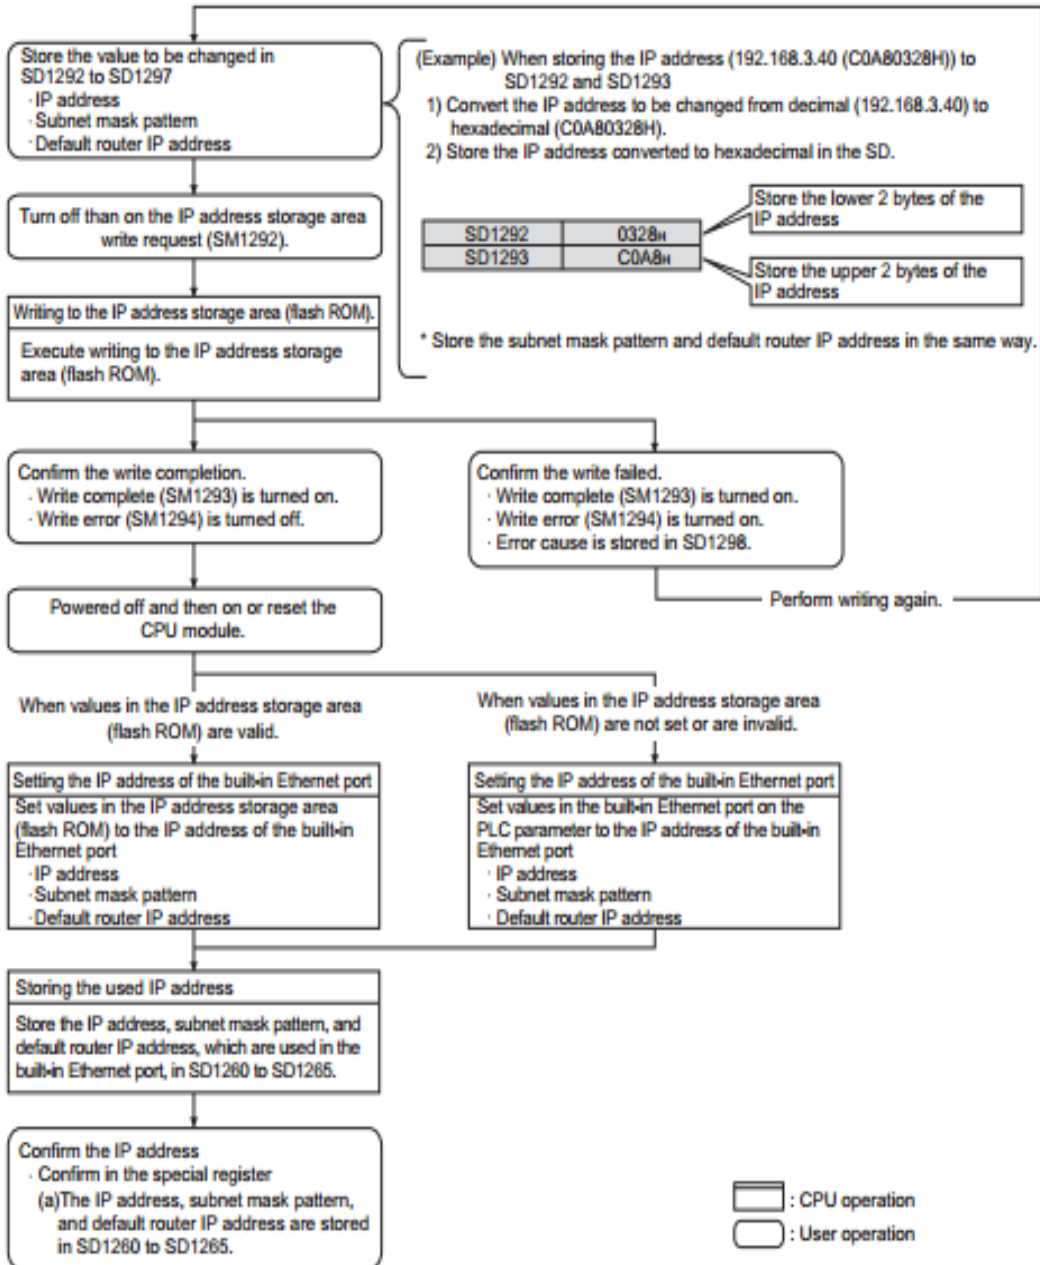 Store the value to be changed in
SD1292 to SD1297
· IP address
· Subnet mask pattern
· Default router IP address
(Example) When storing the IP address (192.168.3.40 (C0A80328H)) to
SD1292 and SD1293
1) Convert the IP address to be changed from decimal (192.168.3.40) to
hexadecimal (C0A80328H).
2) Store the IP address converted to hexadecimal in the SD.
SD1292 0328H
SD1293 C0A8H
Store the lower 2 bytes of the
IP address
Store the upper 2 bytes of the
IP address
* Store the subnet mask pattern and default router IP address in the same way.
Turn off than on the IP address storage area
write request (SM1292).
Writing to the IP address storage area (flash ROM).
Execute writing to the IP address storage
area (flash ROM).
Confirm the write completion.
· Write complete (SM1293) is turned on.
· Write error (SM1294) is turned off.
Confirm the write failed.
· Write complete (SM1293) is turned on.
· Write error (SM1294) is turned on.
· Error cause is stored in SD1298.
Perform writing again.
Powered off and then on or reset the
CPU module.
When values in the IP address storage area
(flash ROM) are valid.
When values in the IP address storage area
(flash ROM) are not set or are invalid.
Setting the IP address of the built-in Ethernet port
Set values in the IP address storage area
(flash ROM) to the IP address of the built-in
Ethernet port
· IP address
· Subnet mask pattern
· Default router IP address
Setting the IP address of the built-in Ethernet port
Set values in the built-in Ethernet port on the
PLC parameter to the IP address of the built-in
Ethernet port
· IP address
· Subnet mask pattern
· Default router IP address
Storing the used IP address
Store the IP address, subnet mask pattern, and
default router IP address, which are used in the
built-in Ethernet port, in SD1260 to SD1265.
Confirm the IP address
· Confirm in the special register
(a)The IP address, subnet mask pattern,
and default router IP address are stored
in SD1260 to SD1265.
: CPU operation
: User operation